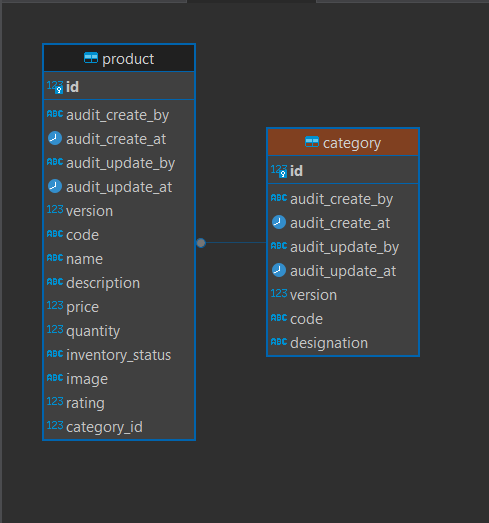 product
123 id
ABC audit_create_by
audit_create_at
ABC audit_update_by
audit_update_at
123 version
ABC code
ABC name
ABC description
123 price
123 quantity
ABC inventory_status
ABC image
123 rating
123 category_id
category
123 id
ABC audit_create_by
audit_create_at
ABC audit_update_by
audit_update_at
123 version
ABC code
ABC designation